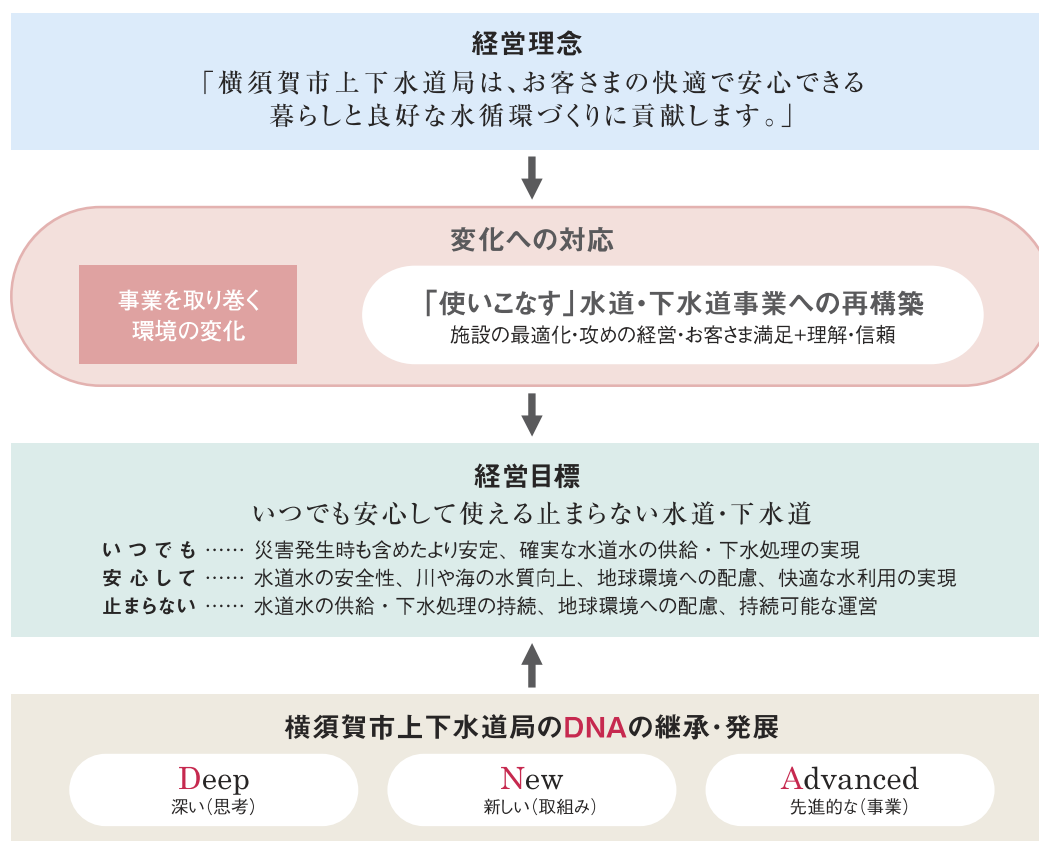 経営理念
「横須賀市上下水道局は、お客さまの快適で安心できる
暮らしと良好な水循環づくりに貢献します。」
変化への対応
事業を取り巻く
環境の変化
「使いこなす」水道・下水道事業への再構築
施設の最適化・攻めの経営・お客さま満足+理解・信頼
経営目標
いつでも安心して使える止まらない水道・下水道
いつでも …… 災害発生時も含めたより安定、確実な水道水の供給・下水処理の実現
安心して …… 水道水の安全性、川や海の水質向上、地球環境への配慮、快適な水利用の実現
止まらない …… 水道水の供給・下水処理の持続、地球環境への配慮、持続可能な運営
横須賀市上下水道局のDNAの継承・発展
Deep
深い(思考)
New
新しい(取組み)
Advanced
先進的な(事業)